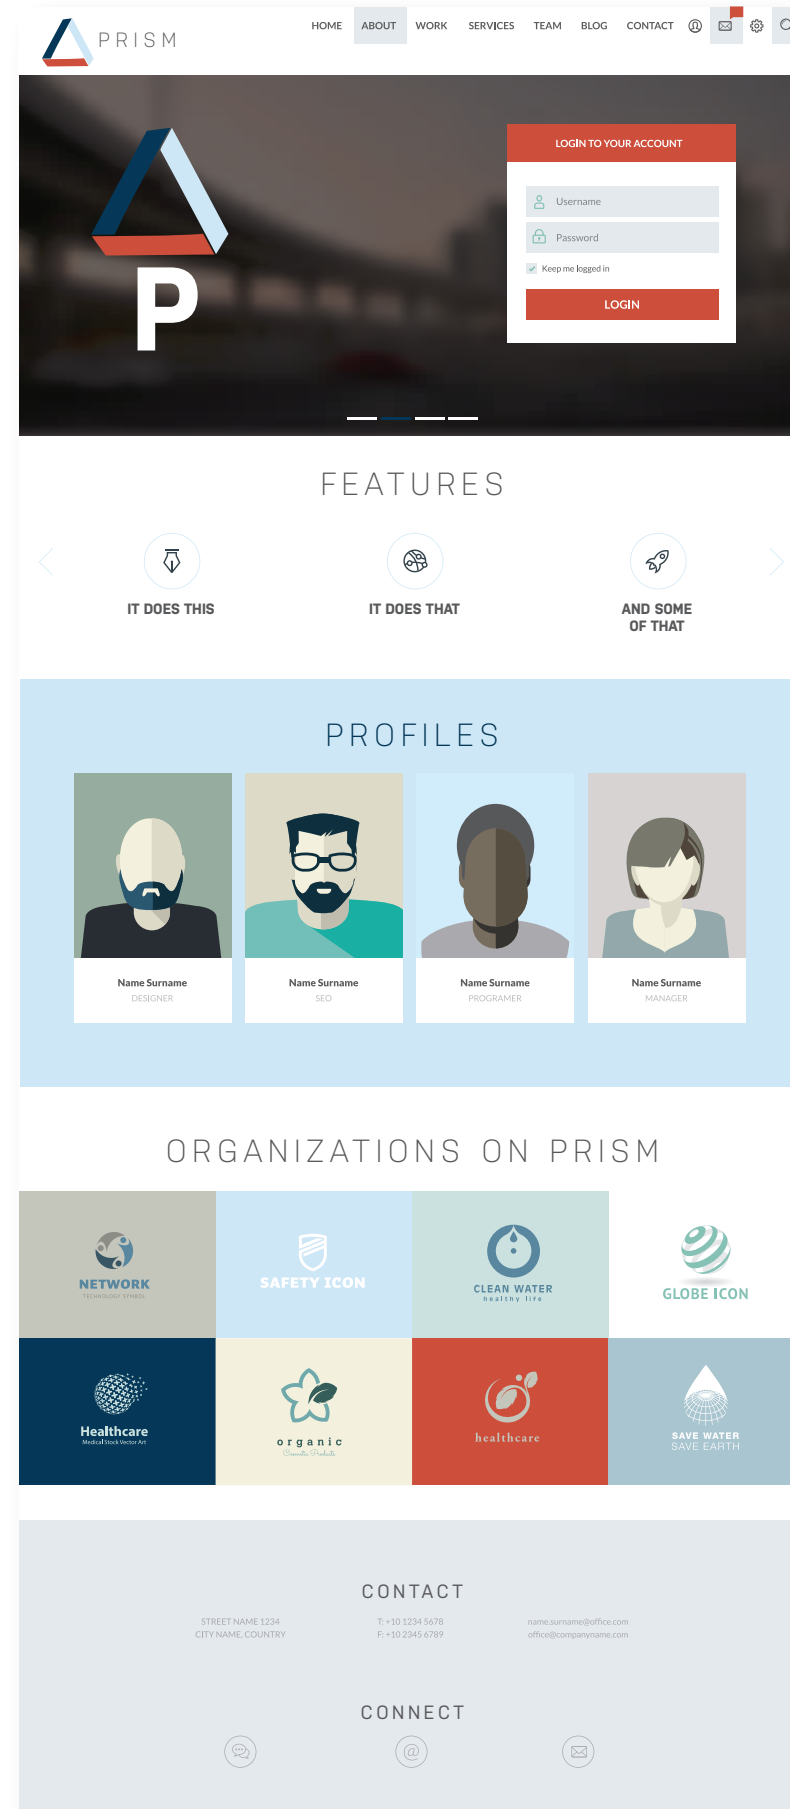 PRISM
HOME ABOUT WORK SERVICES TEAM BLOG CONTACT
P
LOGIN TO YOUR ACCOUNT
Username
Password
Keep me logged in
LOGIN
FEATURES
IT DOES THIS
IT DOES THAT
AND SOME
OF THAT
PROFILES
Name Surname
DESIGNER
Name Surname
SEO
Name Surname
PROGRAMER
Name Surname
MANAGER
ORGANIZATIONS ON PRISM
NETWORK
TECHNOLOGY SYMBOL
SAFETY ICON
CLEAN WATER
healthy life
GLOBE ICON
Healthcare
Medical Stock Vector Art
organic
Cosmetic Products
healthcare
SAVE WATER
SAVE EARTH
CONTACT
STREET NAME 1234
CITY NAME, COUNTRY
T: +10 1234 5678
F: +10 2345 6789
name.surname@office.com
office@companyname.com
CONNECT
@